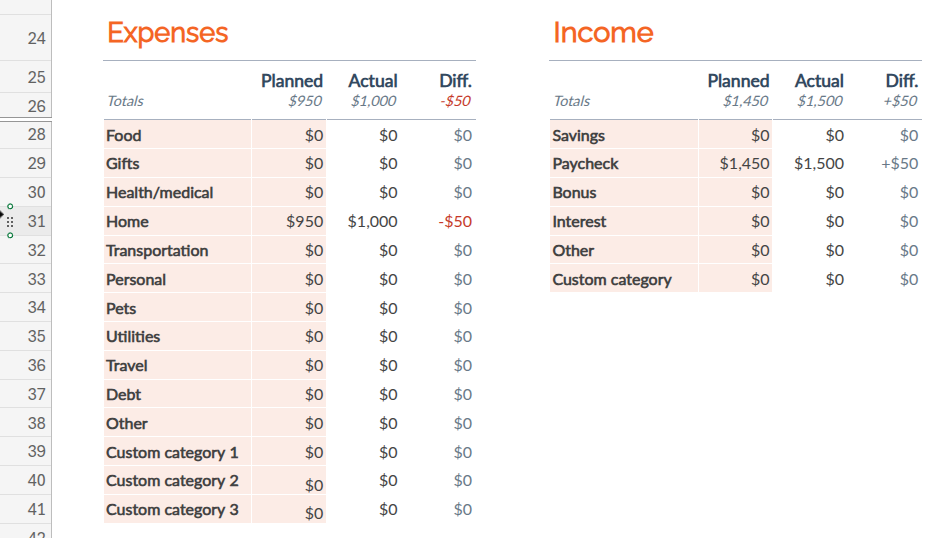 24 Expenses Income
25 Planned Actual Diff. Planned Actual Diff.
26 Totals $950 $1,000 -$50 Totals $1,450 $1,500 +$50
28 Food $0 $0 $0 Savings $0 $0 $0
29 Gifts $0 $0 $0 Paycheck $1,450 $1,500 +$50
30 Health/medical $0 $0 $0 Bonus $0 $0 $0
31 Home $950 $1,000 -$50 Interest $0 $0 $0
32 Transportation $0 $0 $0 Other $0 $0 $0
33 Personal $0 $0 $0 Custom category $0 $0 $0
34 Pets $0 $0 $0
35 Utilities $0 $0 $0
36 Travel $0 $0 $0
37 Debt $0 $0 $0
38 Other $0 $0 $0
39 Custom category 1 $0 $0 $0
40 Custom category 2 $0 $0 $0
41 Custom category 3 $0 $0 $0
42